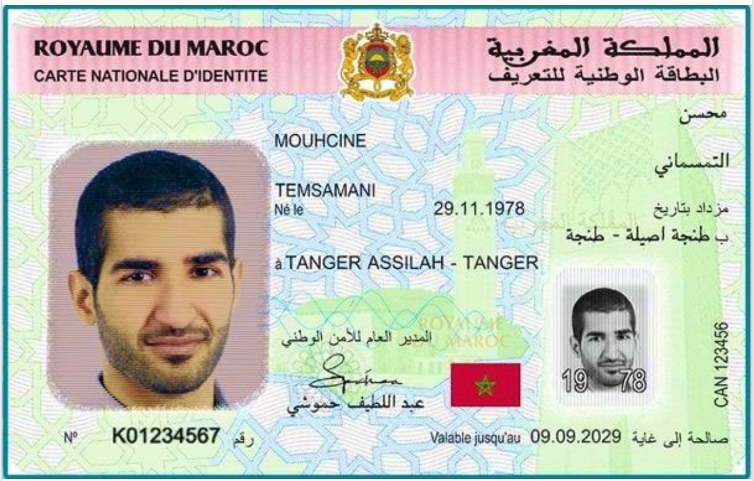 ROYAUME DU MAROC
المملكة المغربية
CARTE NATIONALE D'IDENTITE
البطاقة الوطنية للتعريف
محسن
MOUHCINE
التمسماني
TEMSAMANI
Né le 29.11.1978 مزداد بتاريخ
ب طنجة اصيلة - طنجة
à TANGER ASSILAH - TANGER
ROYAUME
DU MAROC
المدير العام للأمن الوطني
عبد اللطيف حموشي
19 78
CAN 123456
N° K01234567 رقم
Valable jusqu'au 09.09.2029 صالحة إلى غاية